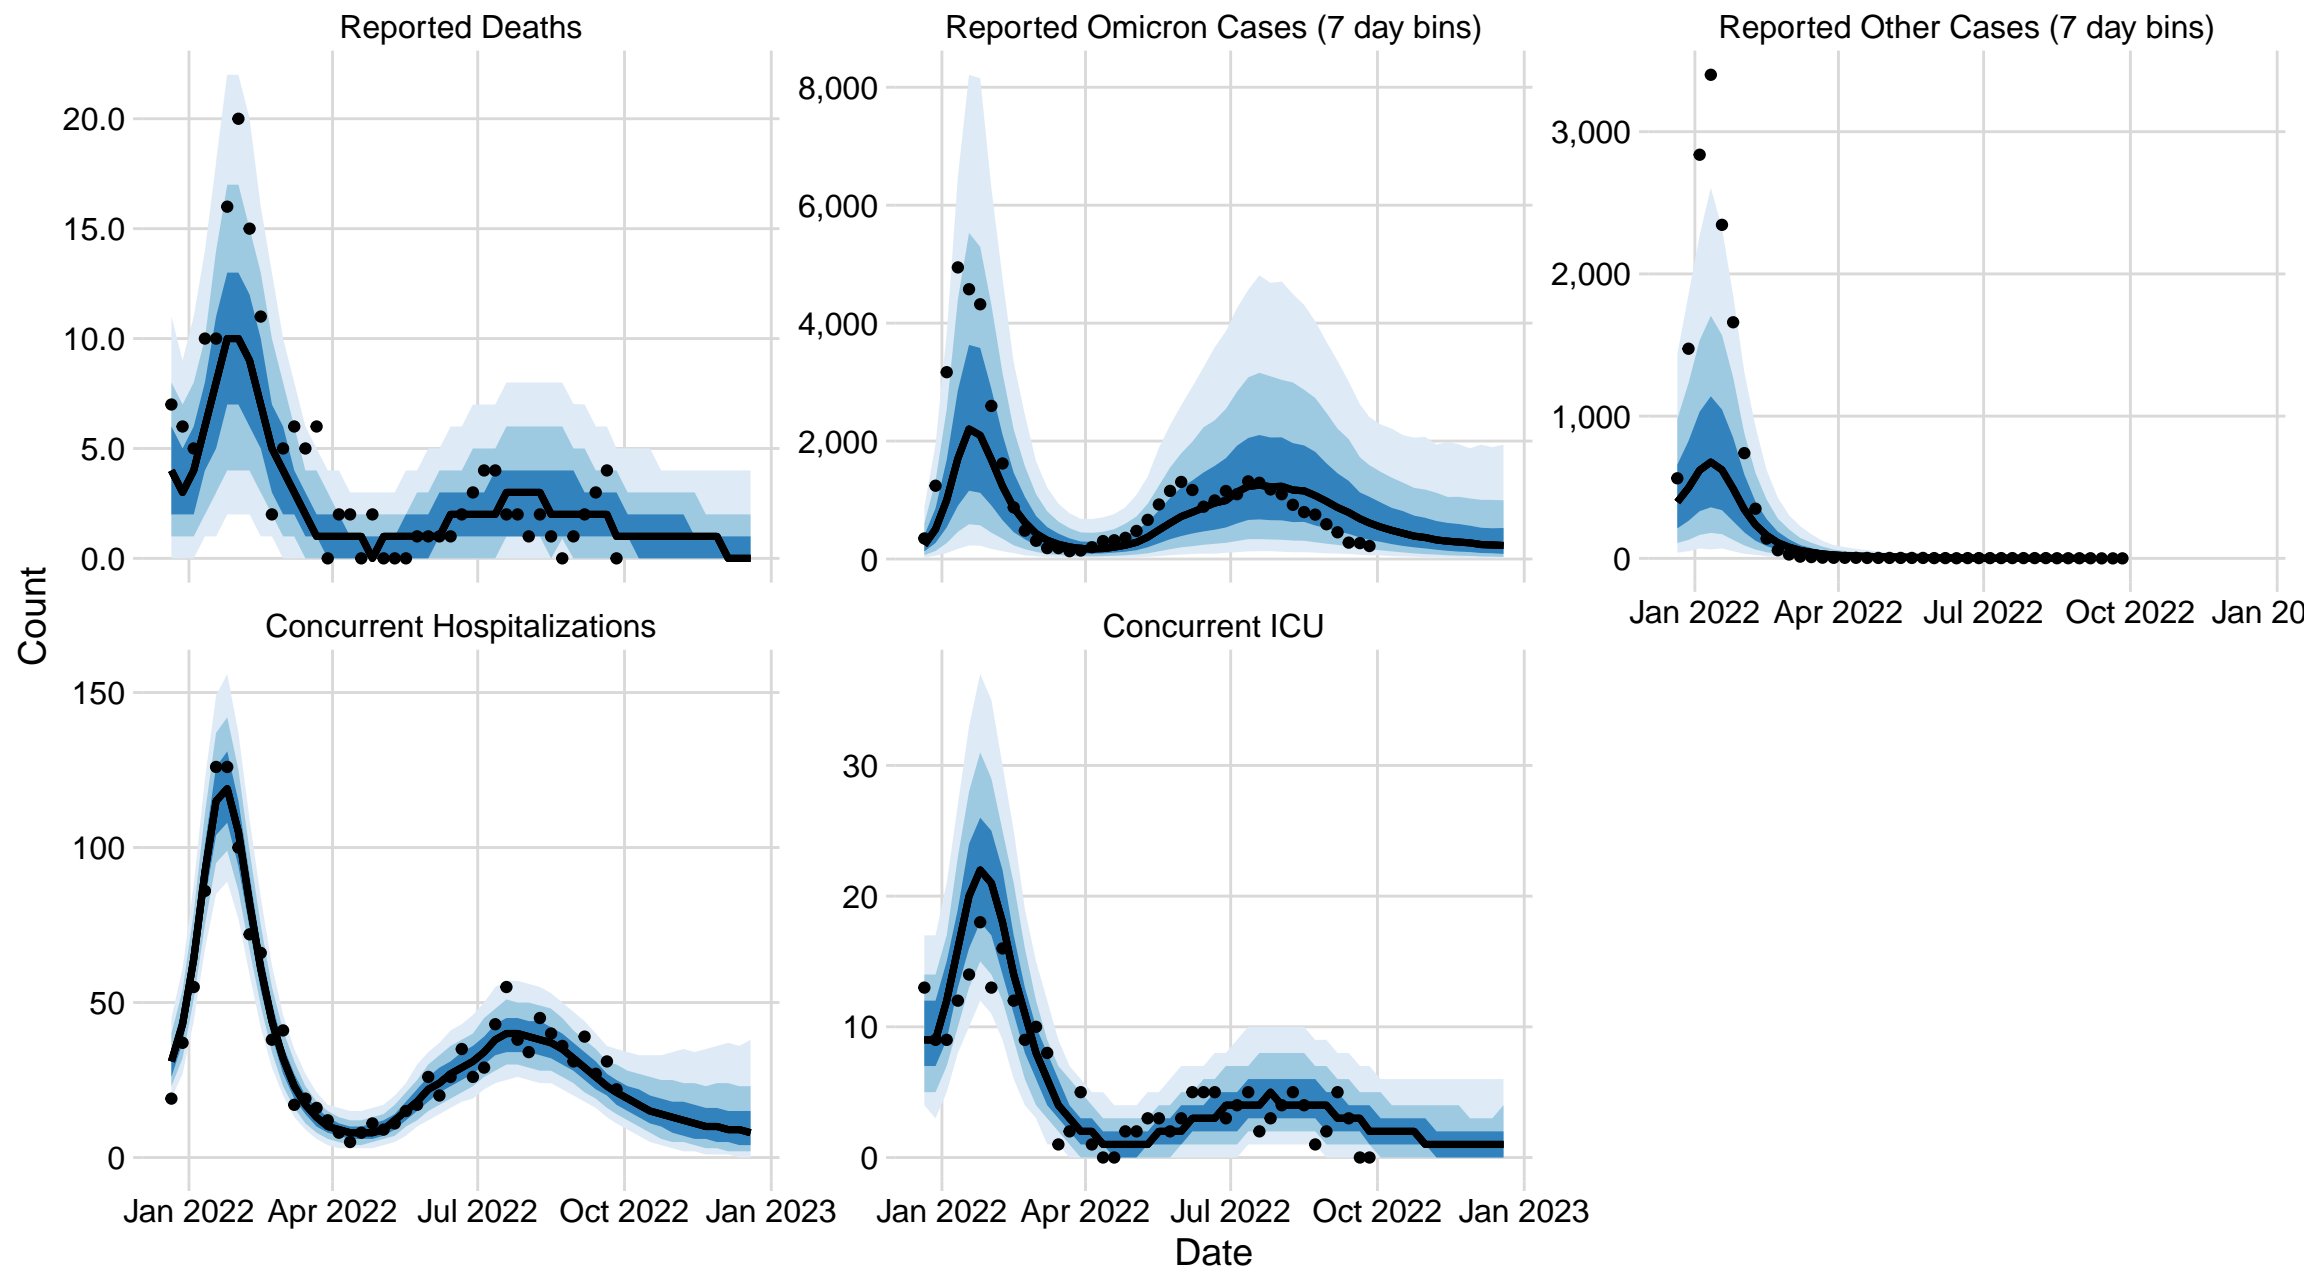 Reported Deaths
Reported Omicron Cases (7 day bins)
Reported Other Cases (7 day bins)
20.0
15.0
10.0
5.0
0.0
8,000
6,000
4,000
2,000
0
3,000
2,000
1,000
0
Jan 2022 Apr 2022 Jul 2022 Oct 2022 Jan 20
Count
Concurrent Hospitalizations
Concurrent ICU
150
100
50
0
30
20
10
0
Jan 2022 Apr 2022 Jul 2022 Oct 2022 Jan 2023
Jan 2022 Apr 2022 Jul 2022 Oct 2022 Jan 2023
Date